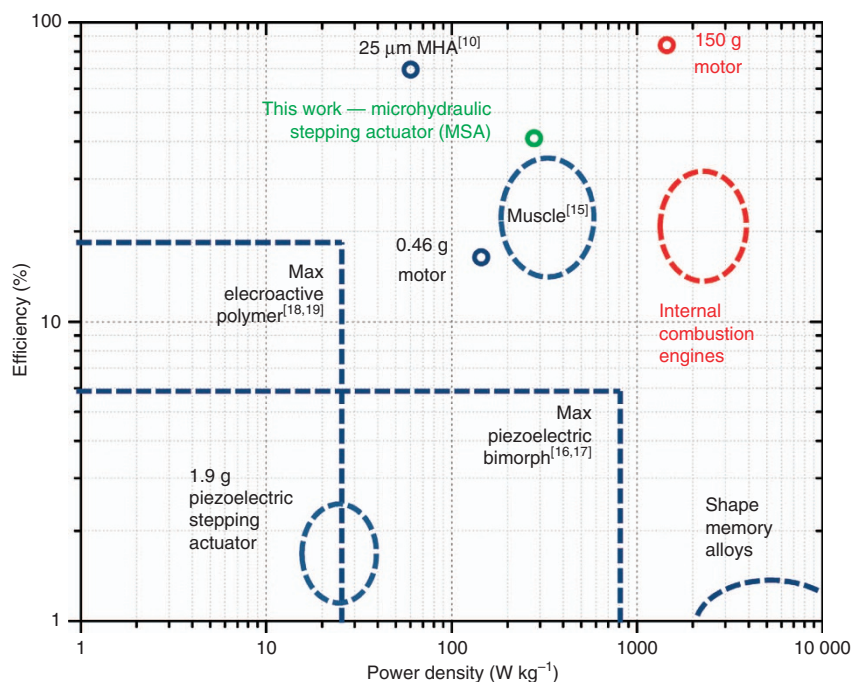 100
10
1
Efficiency (%)
25 µm MHA[10]
150 g
motor
This work — microhydraulic
stepping actuator (MSA)
Muscle[15]
0.46 g
motor
Max
elecroactive
polymer[18,19]
Internal
combustion
engines
Max
piezoelectric
bimorph[16,17]
1.9 g
piezoelectric
stepping
actuator
Shape
memory
alloys
1
10
100
1000
10 000
Power density (W kg⁻¹)